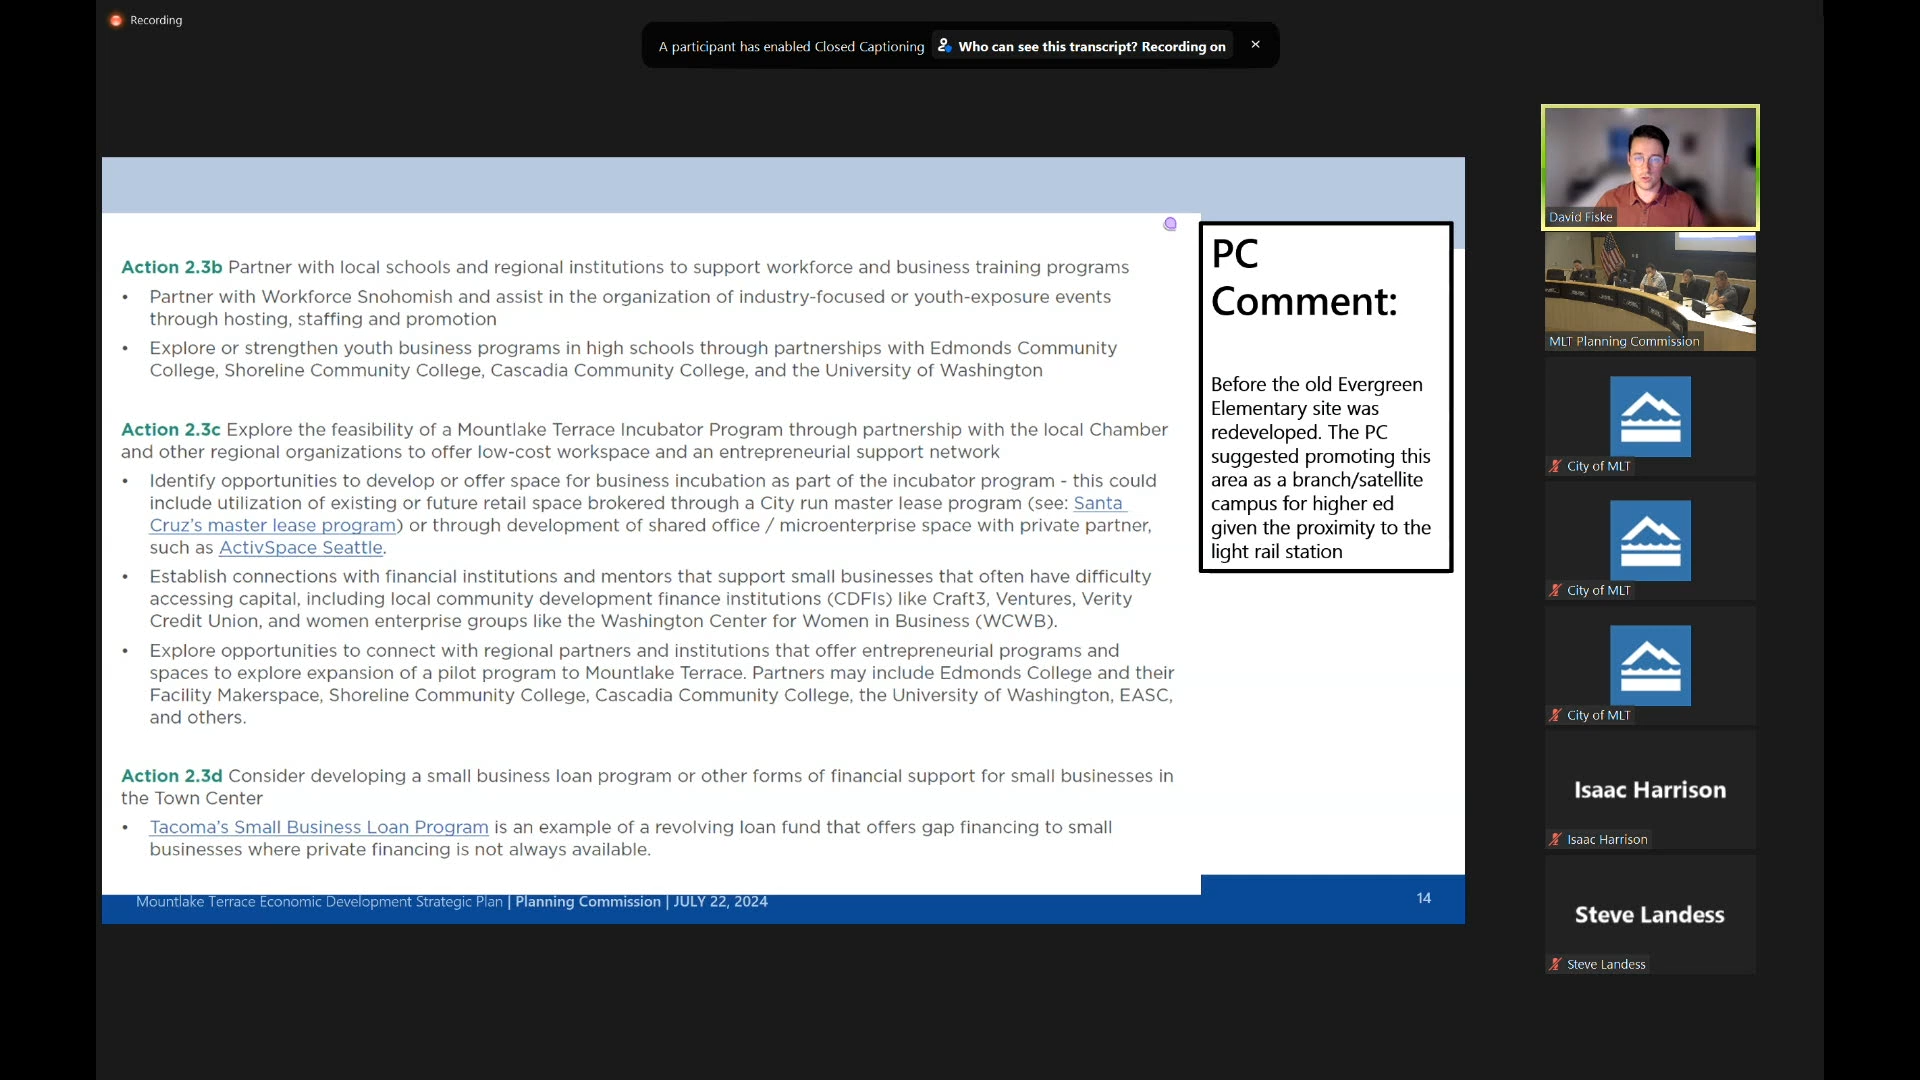 Recording
A participant has enabled Closed Captioning
Who can see this transcript? Recording on
Action 2.3b Partner with local schools and regional institutions to support workforce and business training programs
• Partner with Workforce Snohomish and assist in the organization of industry-focused or youth-exposure events
through hosting, staffing and promotion
• Explore or strengthen youth business programs in high schools through partnerships with Edmonds Community
College, Shoreline Community College, Cascadia Community College, and the University of Washington
Action 2.3c Explore the feasibility of a Mountlake Terrace Incubator Program through partnership with the local Chamber
and other regional organizations to offer low-cost workspace and an entrepreneurial support network
• Identify opportunities to develop or offer space for business incubation as part of the incubator program - this could
include utilization of existing or future retail space brokered through a City run master lease program (see: Santa
Cruz's master lease program) or through development of shared office / microenterprise space with private partner,
such as ActivSpace Seattle.
• Establish connections with financial institutions and mentors that support small businesses that often have difficulty
accessing capital, including local community development finance institutions (CDFIs) like Craft3, Ventures, Verity
Credit Union, and women enterprise groups like the Washington Center for Women in Business (WCWB).
• Explore opportunities to connect with regional partners and institutions that offer entrepreneurial programs and
spaces to explore expansion of a pilot program to Mountlake Terrace. Partners may include Edmonds College and their
Facility Makerspace, Shoreline Community College, Cascadia Community College, the University of Washington, EASC,
and others.
Action 2.3d Consider developing a small business loan program or other forms of financial support for small businesses in
the Town Center
• Tacoma's Small Business Loan Program is an example of a revolving loan fund that offers gap financing to small
businesses where private financing is not always available.
Mountlake Terrace Economic Development Strategic Plan | Planning Commission | JULY 22, 2024
14
PC
Comment:
Before the old Evergreen
Elementary site was
redeveloped. The PC
suggested promoting this
area as a branch/satellite
campus for higher ed
given the proximity to the
light rail station
David Fiske
MLT Planning Commission
City of MLT
City of MLT
City of MLT
Isaac Harrison
Isaac Harrison
Steve Landess
Steve Landess